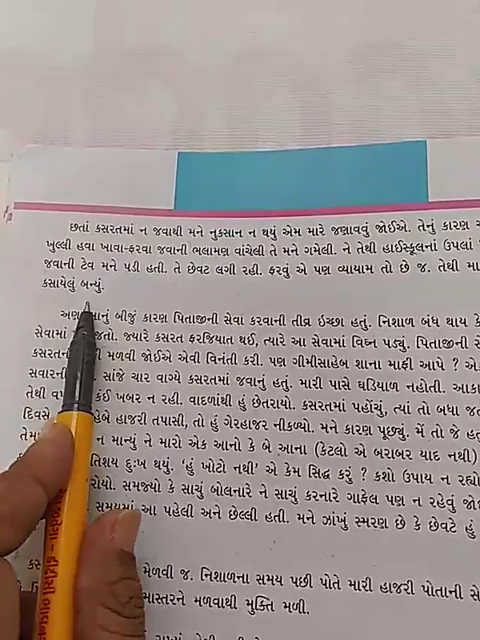 છતાં કસરતમાં ન જવાથી મને નુકસાન ન થયું એમ મારે જણાવવું જોઈએ. તેનું કારણ
ખુલ્લી હવા ખાવા-ફરવા જવાની ભલામણ વાંચેલી તે મને ગમેલી. ને તેથી હાઈસ્કૂલનાં ઉપલાં
જવાની ટેવ મને પડી હતી. તે છેવટ લગી રહી. ફરવું એ પણ વ્યાયામ તો છે જ. તેથી
કસાયેલું બન્યું.
બીજું કારણ પિતાજીની સેવા કરવાની તીવ્ર ઇચ્છા હતું. નિશાળ બંધ થાય
સેવામાં જતો. જ્યારે કસરત ફરજિયાત થઈ, ત્યારે આ સેવામાં વિઘ્ન પડ્યું. પિતાજીની
મળવી જોઈએ એવી વિનંતી કરી. પણ ગીમીસાહેબ શાના માફી આપે ?
સવારની સાંજે ચાર વાગ્યે કસરતમાં જવાનું હતું. મારી પાસે ઘડિયાળ નહોતી.
તેથી કંઈ ખબર ન રહી. વાદળાંથી હું છેતરાયો. કસરતમાં પહોંચું, ત્યાં તો બધા
દિવસે હાજરી તપાસી, તો હું ગેરહાજર નીકળ્યો. મને કારણ પૂછ્યું. મેં તો જે
ન માન્યું ને મારો એક આનો કે બે આના (કેટલો એ બરાબર યાદ નથી)
દુઃખ થયું. 'હું ખોટો નથી' એ કેમ સિદ્ધ કરું ? કશો ઉપાય ન રહ્યો
રોયો. સમજ્યો કે સાચું બોલનારે ને સાચું કરનારે ગાફેલ પણ ન રહેવું
આ પહેલી અને છેલ્લી હતી. મને ઝાંખું સ્મરણ છે કે છેવટે હું
મેળવી જ. નિશાળના સમય પછી પોતે મારી હાજરી પોતાની
મળવાથી મુક્તિ મળી.